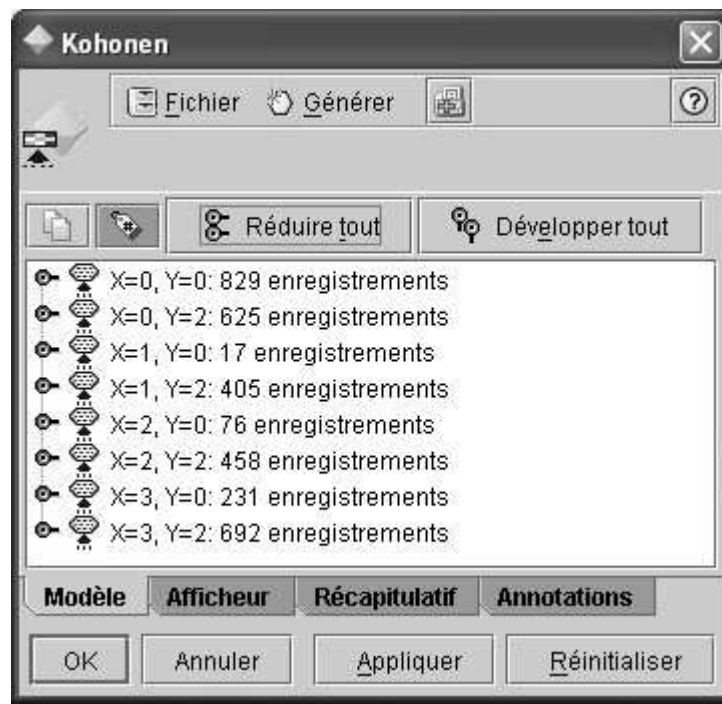 Kohonen
Fichier Générer
Réduire tout Développer tout
X=0, Y=0: 829 enregistrements
X=0, Y=2: 625 enregistrements
X=1, Y=0: 17 enregistrements
X=1, Y=2: 405 enregistrements
X=2, Y=0: 76 enregistrements
X=2, Y=2: 458 enregistrements
X=3, Y=0: 231 enregistrements
X=3, Y=2: 692 enregistrements
Modèle Afficheur Récapitulatif Annotations
OK Annuler Appliquer Réinitialiser